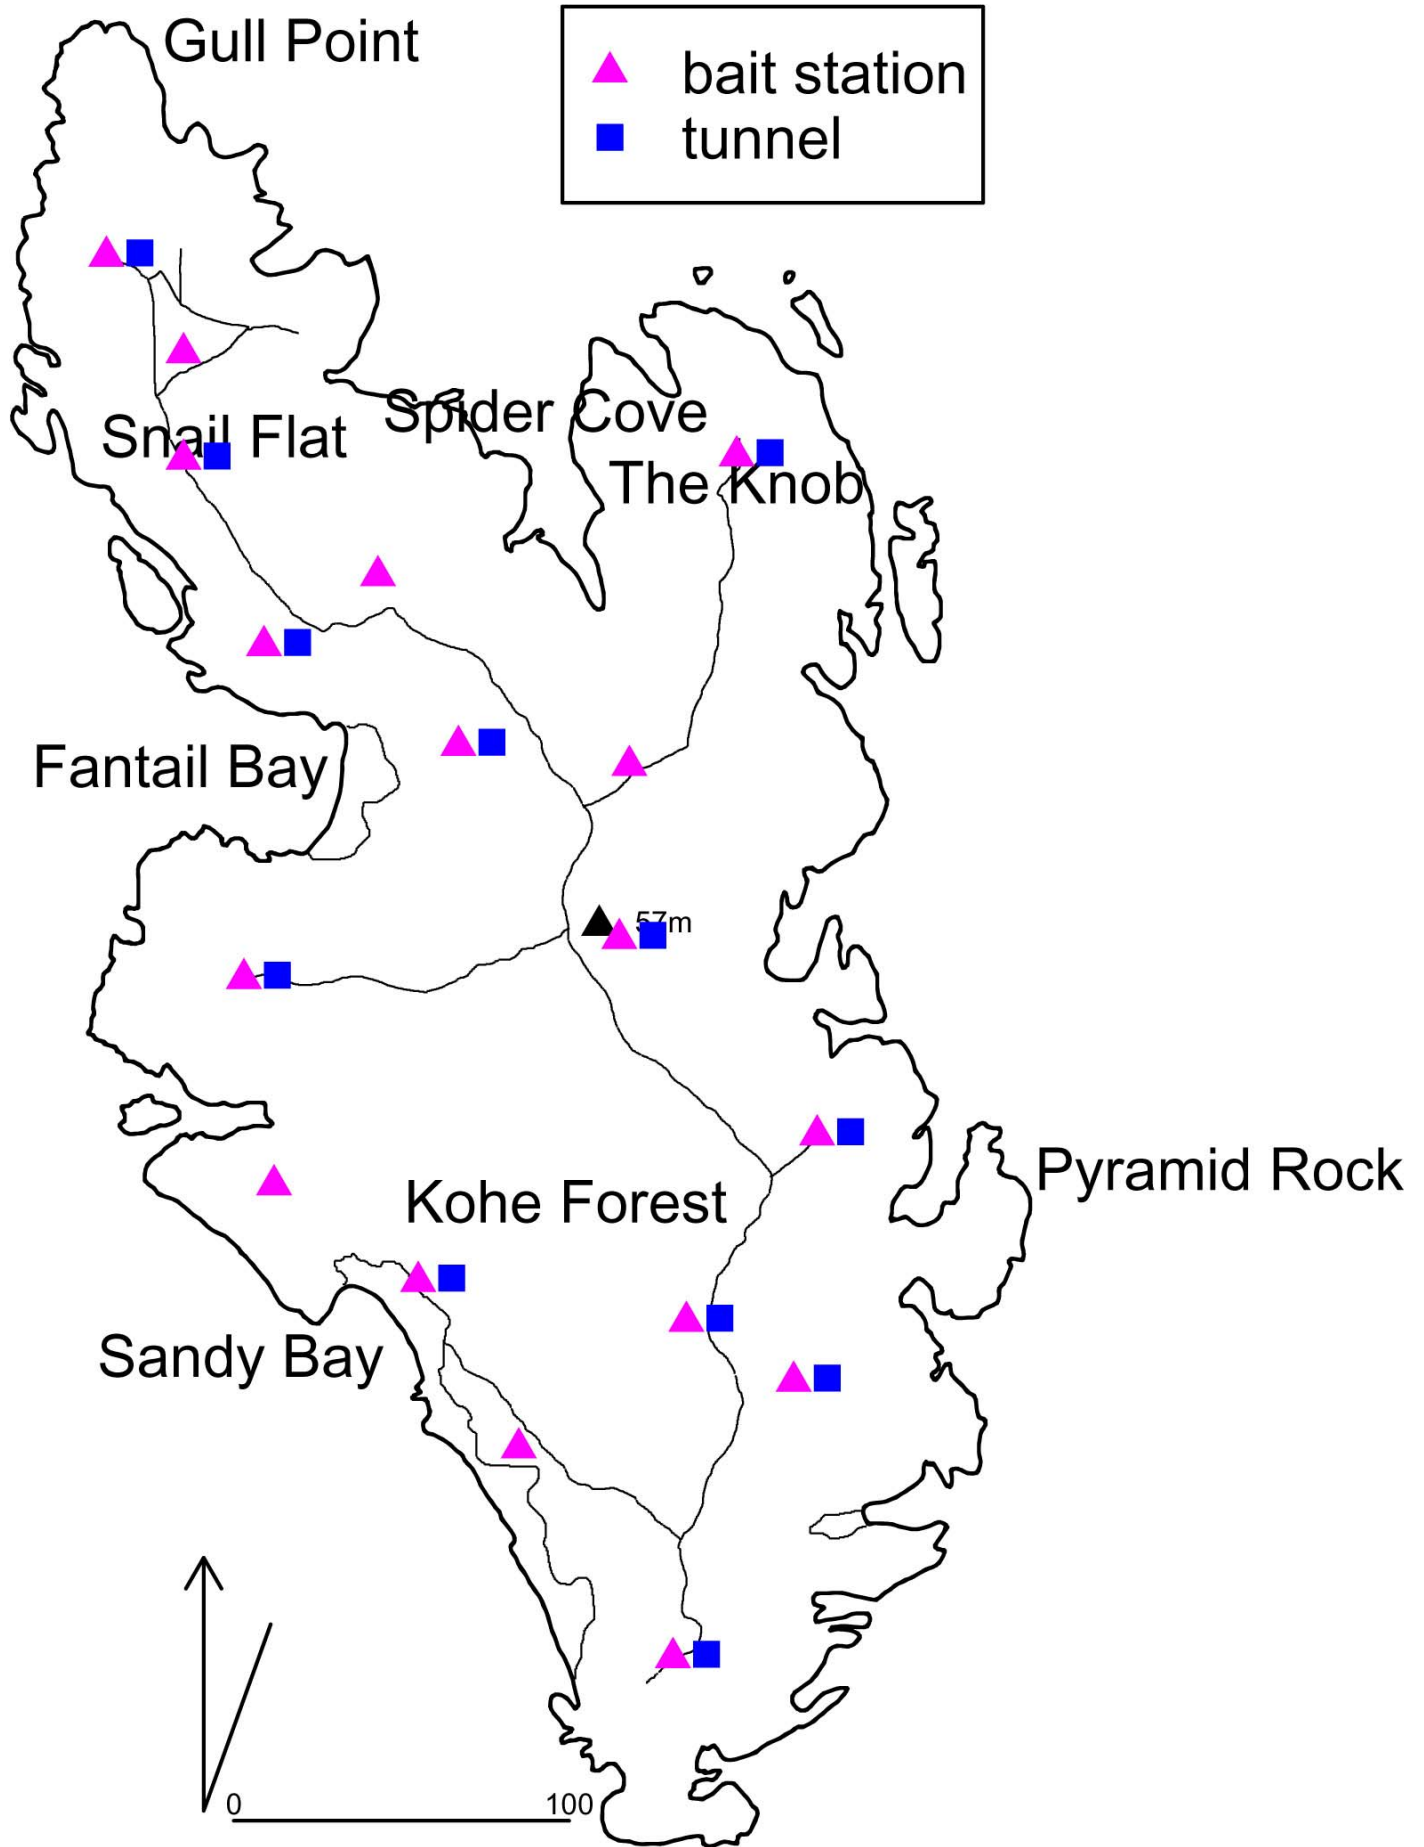 Gull Point
bait station
tunnel
Spider Cove
Snail Flat
The Knob
Fantail Bay
57m
Pyramid Rock
Kohe Forest
Sandy Bay
0
100